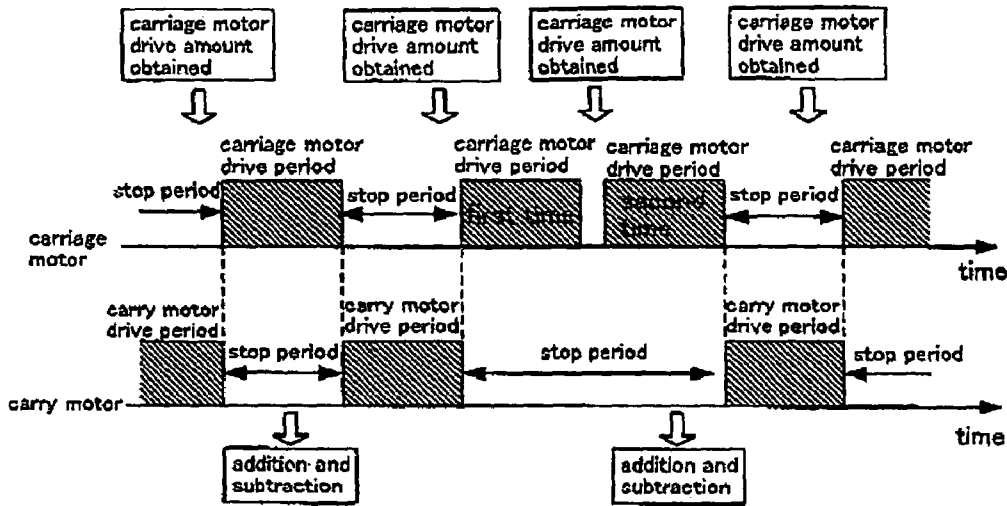 carriage motor
drive amount
obtained
carriage motor
drive amount
obtained
carriage motor
drive amount
obtained
carriage motor
drive amount
obtained
carriage motor
drive period
carriage motor
drive period
carriage motor
drive period
carriage motor
drive period
stop period
stop period
first time
second
time
stop period
carriage
motor
time
carry motor
drive period
carry motor
drive period
carry motor
drive period
stop period
stop period
stop period
carry motor
time
addition and
subtraction
addition and
subtraction